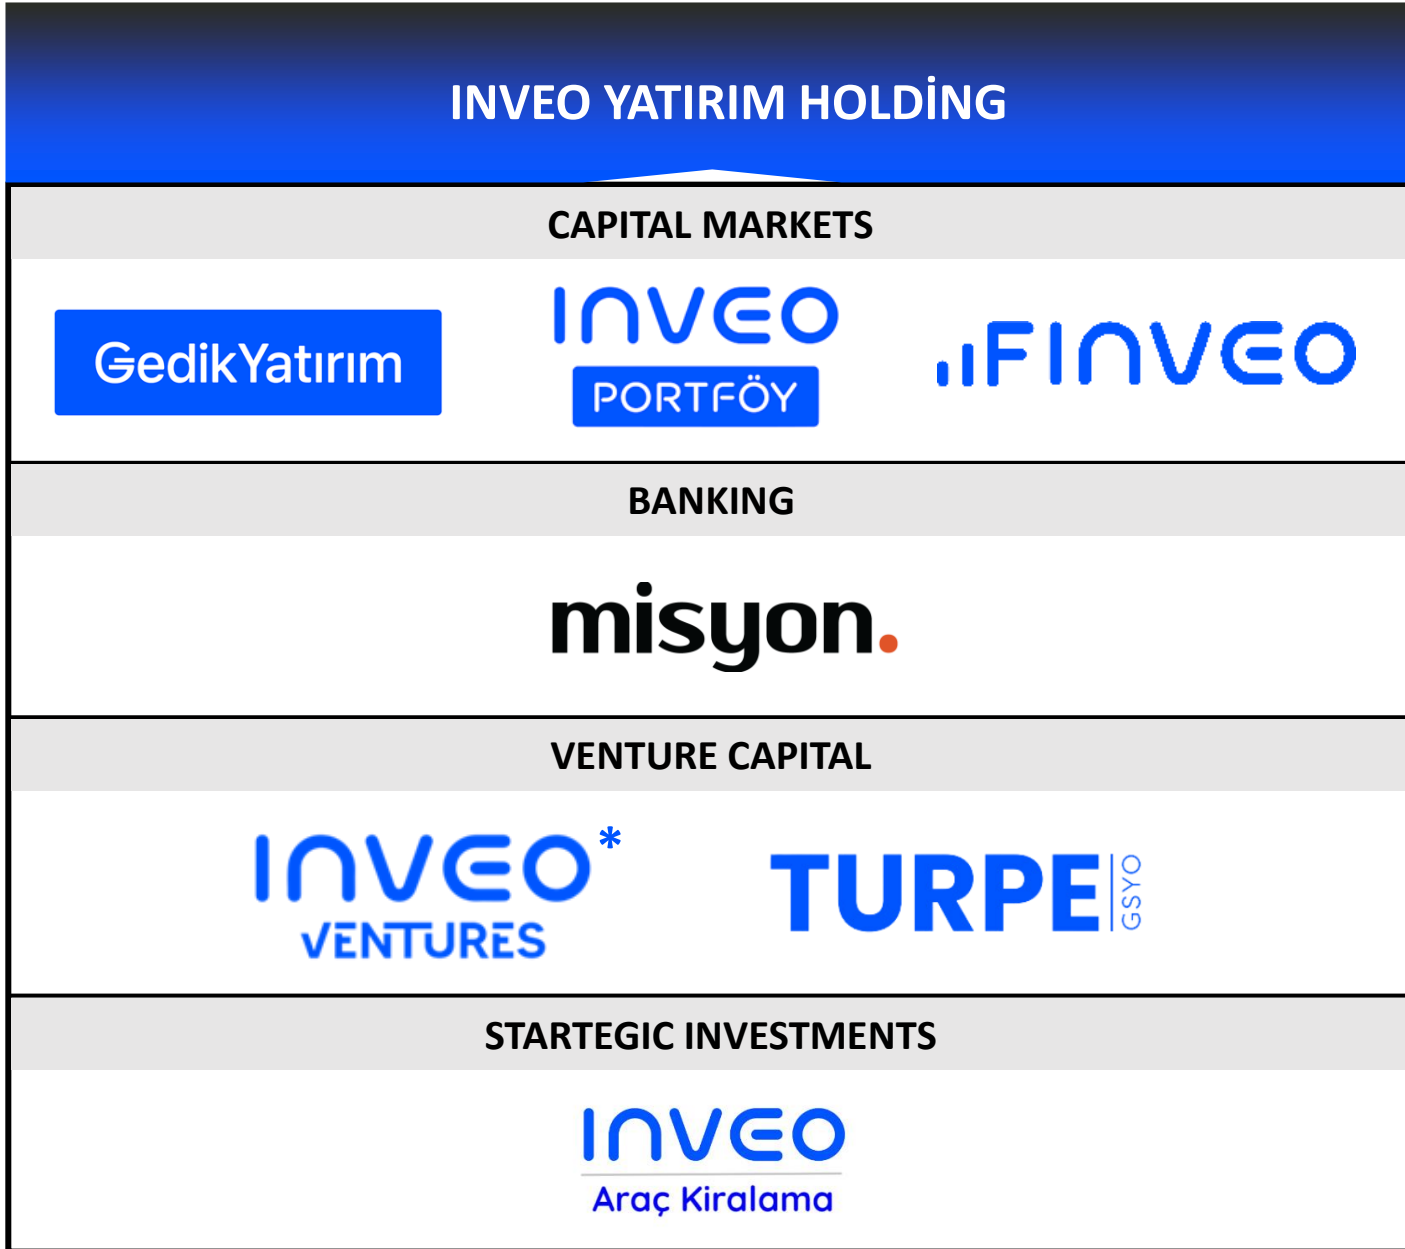 INVEO YATIRIM HOLDİNG
CAPITAL MARKETS
GedikYatırım
INVEO
PORTFÖY
FINVEO
BANKING
misyon.
VENTURE CAPITAL
INVEO*
VENTURES
TURPE
GSYO
STARTEGIC INVESTMENTS
INVEO
Araç Kiralama